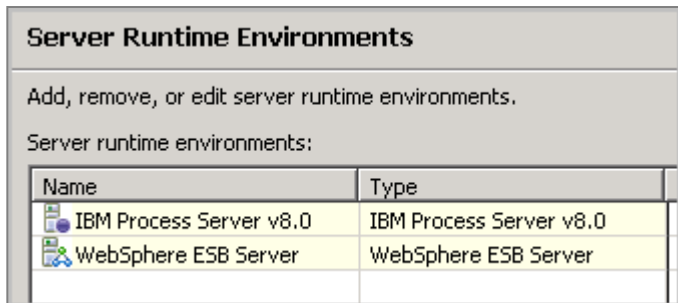 Server Runtime Environments
Add, remove, or edit server runtime environments.
Server runtime environments:
Name Type
IBM Process Server v8.0 IBM Process Server v8.0
WebSphere ESB Server WebSphere ESB Server